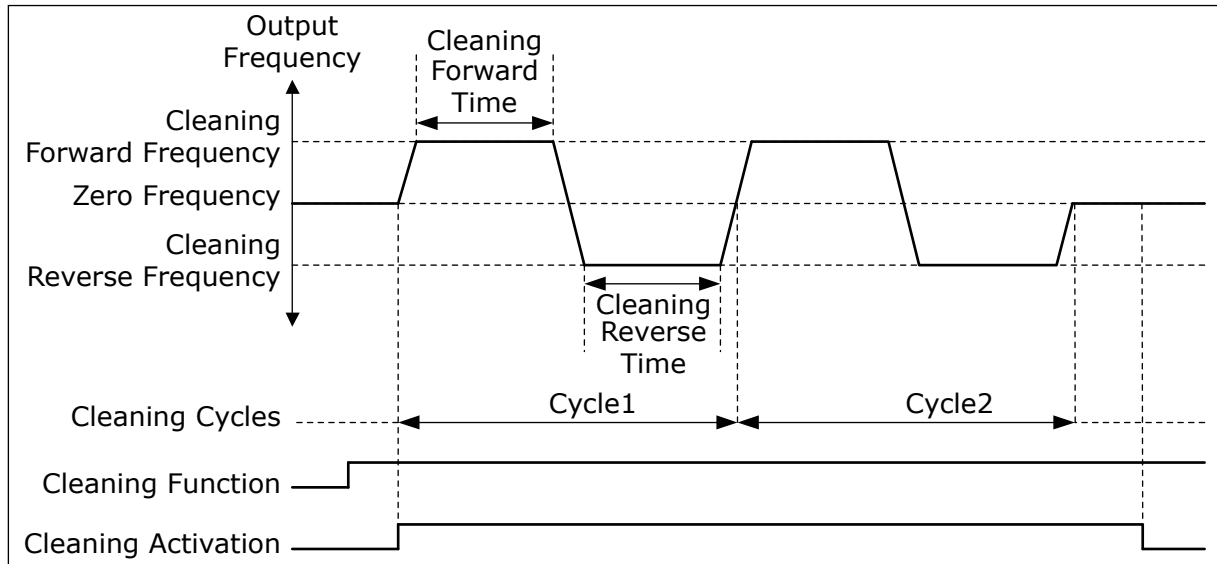 Output
Frequency
Cleaning
Forward
Time
Cleaning
Forward Frequency
Zero Frequency
Cleaning
Reverse Frequency
Cleaning
Reverse
Time
Cleaning Cycles
Cycle1
Cycle2
Cleaning Function
Cleaning Activation